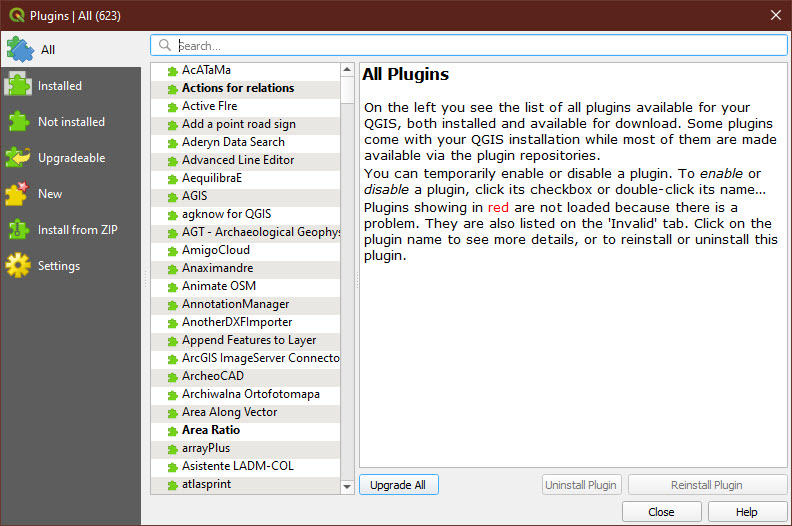 Plugins | All (623)
All
Installed
Not installed
Upgradeable
New
Install from ZIP
Settings
Search...
AcATaMa
Actions for relations
Active FIre
Add a point road sign
Aderyn Data Search
Advanced Line Editor
AequilibraE
AGIS
agknow for QGIS
AGT - Archaeological Geophys
AmigoCloud
Anaximandre
Animate OSM
AnnotationManager
AnotherDXFImporter
Append Features to Layer
ArcGIS ImageServer Connecto
ArcheoCAD
Archiwalna Ortofotomapa
Area Along Vector
Area Ratio
arrayPlus
Asistente LADM-COL
atlasprint
All Plugins
On the left you see the list of all plugins available for your
QGIS, both installed and available for download. Some plugins
come with your QGIS installation while most of them are made
available via the plugin repositories.
You can temporarily enable or disable a plugin. To enable or
disable a plugin, click its checkbox or double-click its name...
Plugins showing in red are not loaded because there is a
problem. They are also listed on the 'Invalid' tab. Click on the
plugin name to see more details, or to reinstall or uninstall this
plugin.
Upgrade All
Uninstall Plugin
Reinstall Plugin
Close
Help